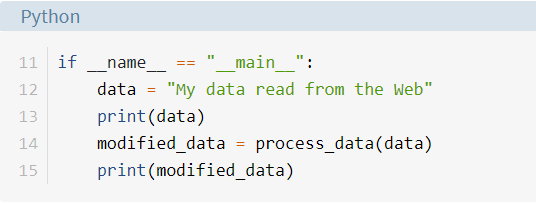 Python
11 if __name__ == "__main__":
12     data = "My data read from the Web"
13     print(data)
14     modified_data = process_data(data)
15     print(modified_data)